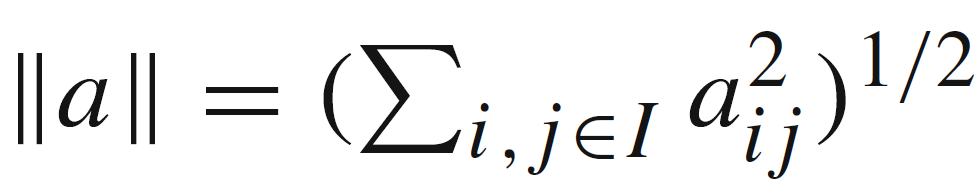 ‖a‖ = (∑_{i,j∈I} a_{ij}^2)^{1/2}